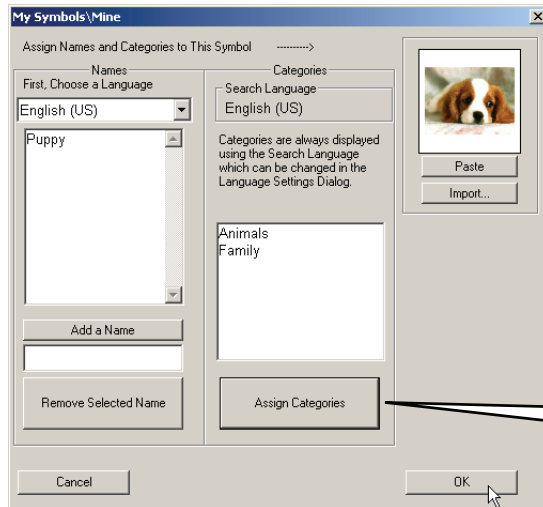 My Symbols\Mine
Assign Names and Categories to This Symbol ---------->
Names
First, Choose a Language
English (US)
Puppy
Add a Name
Remove Selected Name
Categories
Search Language
English (US)
Categories are always displayed
using the Search Language
which can be changed in the
Language Settings Dialog.
Animals
Family
Assign Categories
Paste
Import...
Cancel
OK